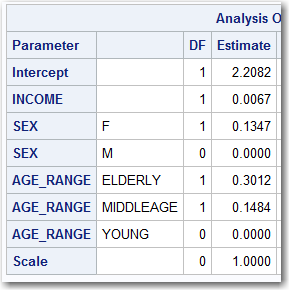 Analysis O
Parameter DF Estimate
Intercept 1 2.2082
INCOME 1 0.0067
SEX F 1 0.1347
SEX M 0 0.0000
AGE_RANGE ELDERLY 1 0.3012
AGE_RANGE MIDDLEAGE 1 0.1484
AGE_RANGE YOUNG 0 0.0000
Scale 0 1.0000